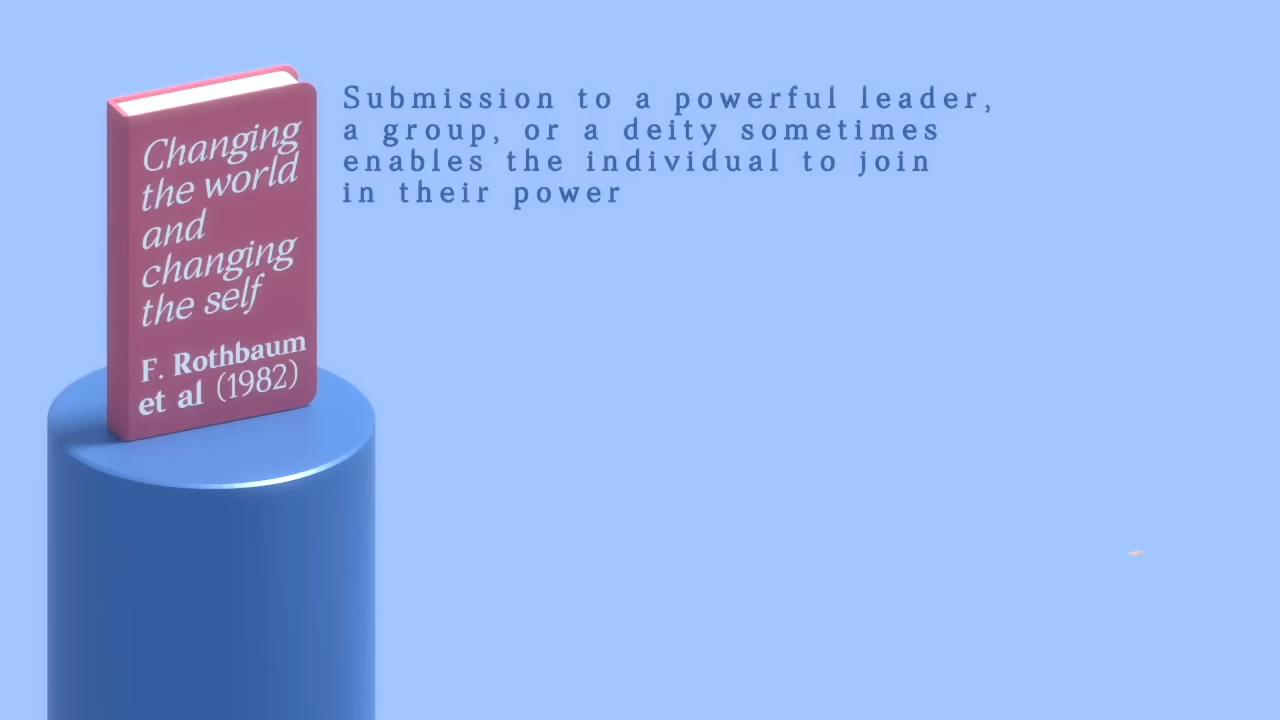 Changing
the world
and
changing
the self
F. Rothbaum
et al (1982)
Submission to a powerful leader,
a group, or a deity sometimes
enables the individual to join
in their power